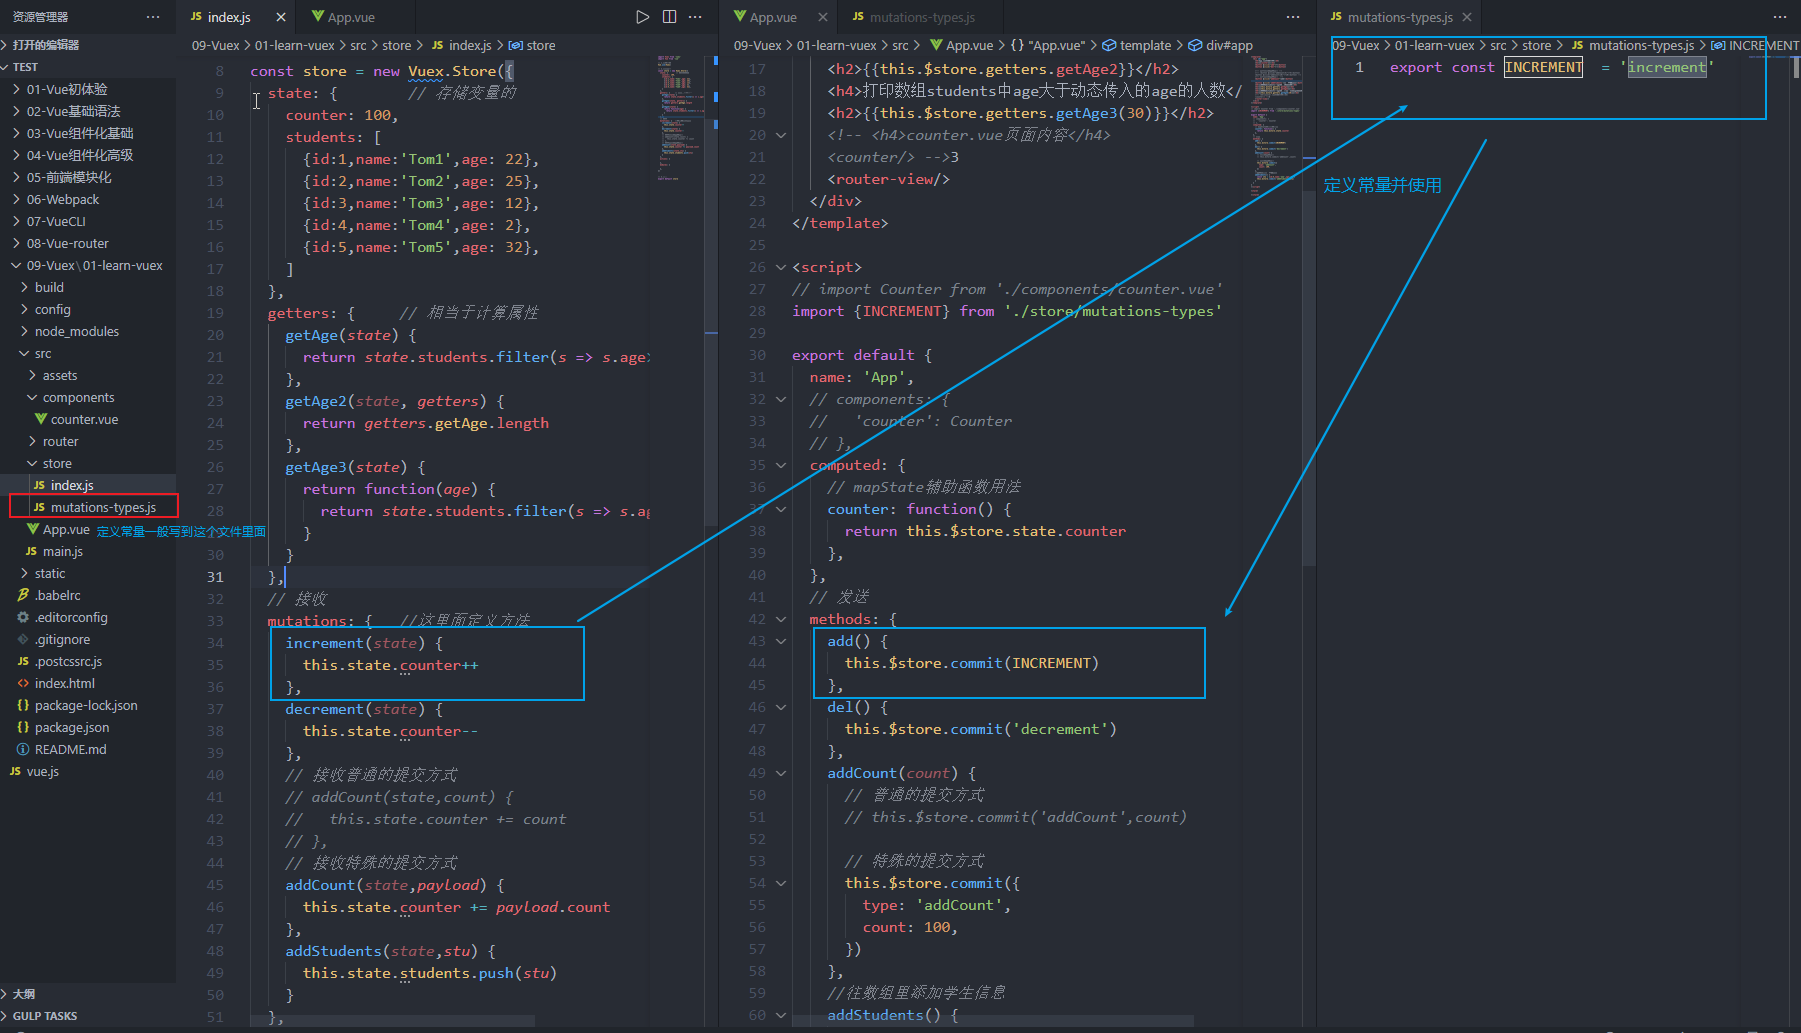 资源管理器
打开的编辑器
TEST
01-Vue初体验
02-Vue基础语法
03-Vue组件化基础
04-Vue组件化高级
05-前端模块化
06-Webpack
07-VueCLI
08-Vue-router
09-Vuex\01-learn-vuex
build
config
node_modules
src
assets
components
counter.vue
router
store
index.js
mutations-types.js
App.vue 定义常量一般写到这个文件里面
main.js
static
.babelrc
.editorconfig
.gitignore
.postcssrc.js
index.html
package-lock.json
package.json
README.md
vue.js
大纲
GULP TASKS
index.js
App.vue
09-Vuex > 01-learn-vuex > src > store > JS index.js > store
8 const store = new Vuex.Store({
9 state: { // 存储变量的
10 counter: 100,
11 students: [
12 {id:1,name:'Tom1',age: 22},
13 {id:2,name:'Tom2',age: 25},
14 {id:3,name:'Tom3',age: 12},
15 {id:4,name:'Tom4',age: 2},
16 {id:5,name:'Tom5',age: 32},
17 ]
18 },
19 getters: { // 相当于计算属性
20 getAge(state) {
21 return state.students.filter(s => s.age>
22 },
23 getAge2(state, getters) {
24 return getters.getAge.length
25 },
26 getAge3(state) {
27 return function(age) {
28 return state.students.filter(s => s.ag
}
30 }
31 },
32 // 接收
33 mutations: { //这里面定义方法
34 increment(state) {
35 this.state.counter++
36 },
37 decrement(state) {
38 this.state.counter--
39 },
40 // 接收普通的提交方式
41 // addCount(state,count) {
42 // this.state.counter += count
43 // },
44 // 接收特殊的提交方式
45 addCount(state,payload) {
46 this.state.counter += payload.count
47 },
48 addStudents(state,stu) {
49 this.state.students.push(stu)
50 }
51 },
App.vue
mutations-types.js
09-Vuex > 01-learn-vuex > src > App.vue > {} "App.vue" > template > div#app
17 <h2>{{this.$store.getters.getAge2}}</h2>
18 <h4>打印数组students中age大于动态传入的age的人数</
19 <h2>{{this.$store.getters.getAge3(30)}}</h2>
20 <!-- <h4>counter.vue页面内容</h4>
21 <counter/> -->3
22 <router-view/>
23 </div>
24 </template>
25
26 <script>
27 // import Counter from './components/counter.vue'
28 import {INCREMENT} from './store/mutations-types'
29
30 export default {
31 name: 'App',
32 // components: {
33 // 'counter': Counter
34 // },
35 computed: {
36 // mapState辅助函数用法
37 counter: function() {
38 return this.$store.state.counter
39 },
40 },
41 // 发送
42 methods: {
43 add() {
44 this.$store.commit(INCREMENT)
45 },
46 del() {
47 this.$store.commit('decrement')
48 },
49 addCount(count) {
50 // 普通的提交方式
51 // this.$store.commit('addCount',count)
52
53 // 特殊的提交方式
54 this.$store.commit({
55 type: 'addCount',
56 count: 100,
57 })
58 },
59 //往数组里添加学生信息
60 addStudents() {
mutations-types.js
09-Vuex > 01-learn-vuex > src > store > JS mutations-types.js > INCREMENT
1 export const INCREMENT = 'increment'
定义常量并使用